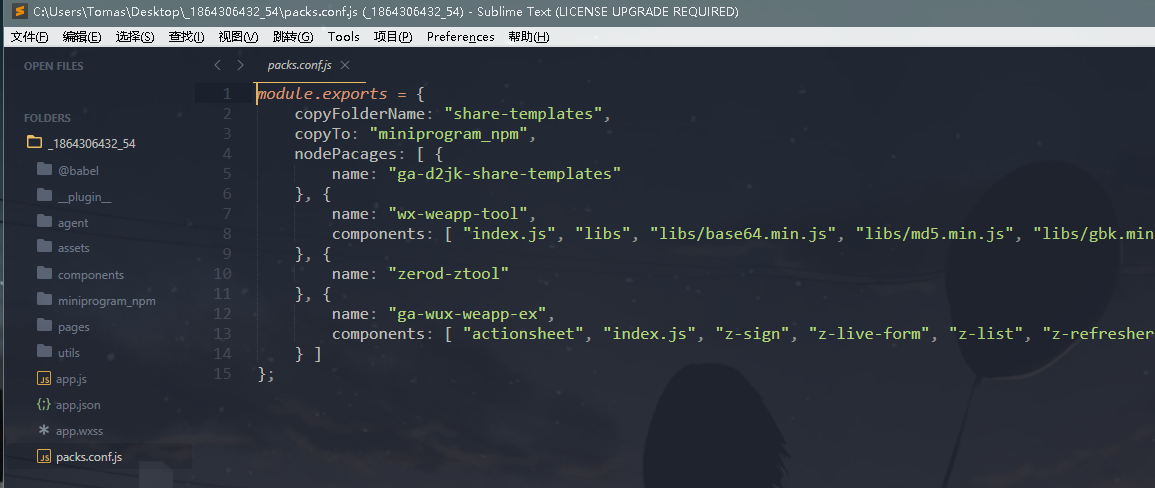 C:\Users\Tomas\Desktop\_1864306432_54\packs.conf.js (_1864306432_54) - Sublime Text (LICENSE UPGRADE REQUIRED)
文件(F) 编辑(E) 选择(S) 查找(I) 视图(V) 跳转(G) Tools 项目(P) Preferences 帮助(H)
OPEN FILES
FOLDERS
_1864306432_54
@babel
__plugin__
agent
assets
components
miniprogram_npm
pages
utils
app.js
app.json
app.wxss
packs.conf.js
packs.conf.js
1 module.exports = {
2 copyFolderName: "share-templates",
3 copyTo: "miniprogram_npm",
4 nodePacages: [ {
5 name: "ga-d2jk-share-templates"
6 }, {
7 name: "wx-weapp-tool",
8 components: [ "index.js", "libs", "libs/base64.min.js", "libs/md5.min.js", "libs/gbk.min
9 }, {
10 name: "zerod-ztool"
11 }, {
12 name: "ga-wux-weapp-ex",
13 components: [ "actionsheet", "index.js", "z-sign", "z-live-form", "z-list", "z-refresher
14 } ]
15 };